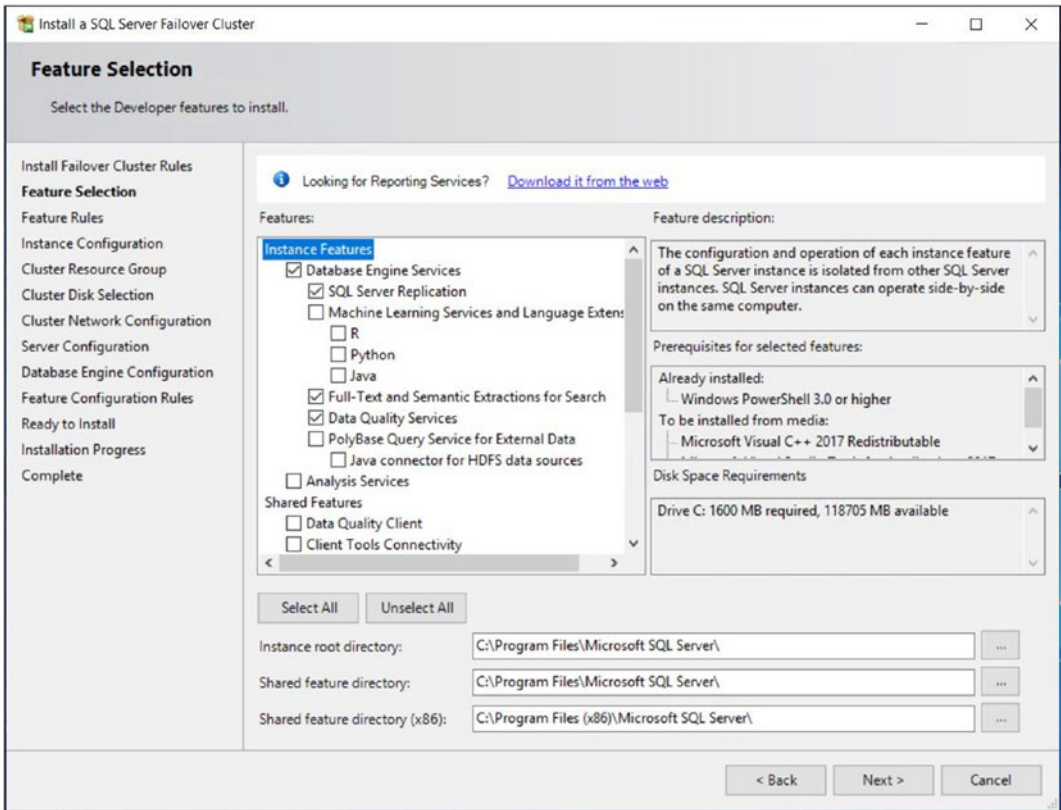 Install a SQL Server Failover Cluster
Feature Selection
Select the Developer features to install.
Install Failover Cluster Rules
Feature Selection
Feature Rules
Instance Configuration
Cluster Resource Group
Cluster Disk Selection
Cluster Network Configuration
Server Configuration
Database Engine Configuration
Feature Configuration Rules
Ready to Install
Installation Progress
Complete
Looking for Reporting Services? Download it from the web
Features:
Instance Features
Database Engine Services
SQL Server Replication
Machine Learning Services and Language Extens
R
Python
Java
Full-Text and Semantic Extractions for Search
Data Quality Services
PolyBase Query Service for External Data
Java connector for HDFS data sources
Analysis Services
Shared Features
Data Quality Client
Client Tools Connectivity
Feature description:
The configuration and operation of each instance feature
of a SQL Server instance is isolated from other SQL Server
instances. SQL Server instances can operate side-by-side
on the same computer.
Prerequisites for selected features:
Already installed:
Windows PowerShell 3.0 or higher
To be installed from media:
Microsoft Visual C++ 2017 Redistributable
Disk Space Requirements
Drive C: 1600 MB required, 118705 MB available
Select All
Unselect All
Instance root directory:
C:\Program Files\Microsoft SQL Server\
...
Shared feature directory:
C:\Program Files\Microsoft SQL Server\
...
Shared feature directory (x86):
C:\Program Files (x86)\Microsoft SQL Server\
...
< Back
Next >
Cancel